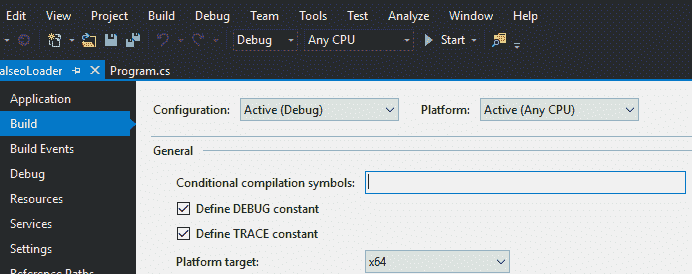 Edit View Project Build Debug Team Tools Test Analyze Window Help
Debug Any CPU Start
alseoLoader Program.cs
Application
Configuration: Active (Debug) Platform: Active (Any CPU)
Build
Build Events
General
Debug
Conditional compilation symbols:
Resources
Define DEBUG constant
Services
Define TRACE constant
Settings
Platform target: x64
Reference Paths